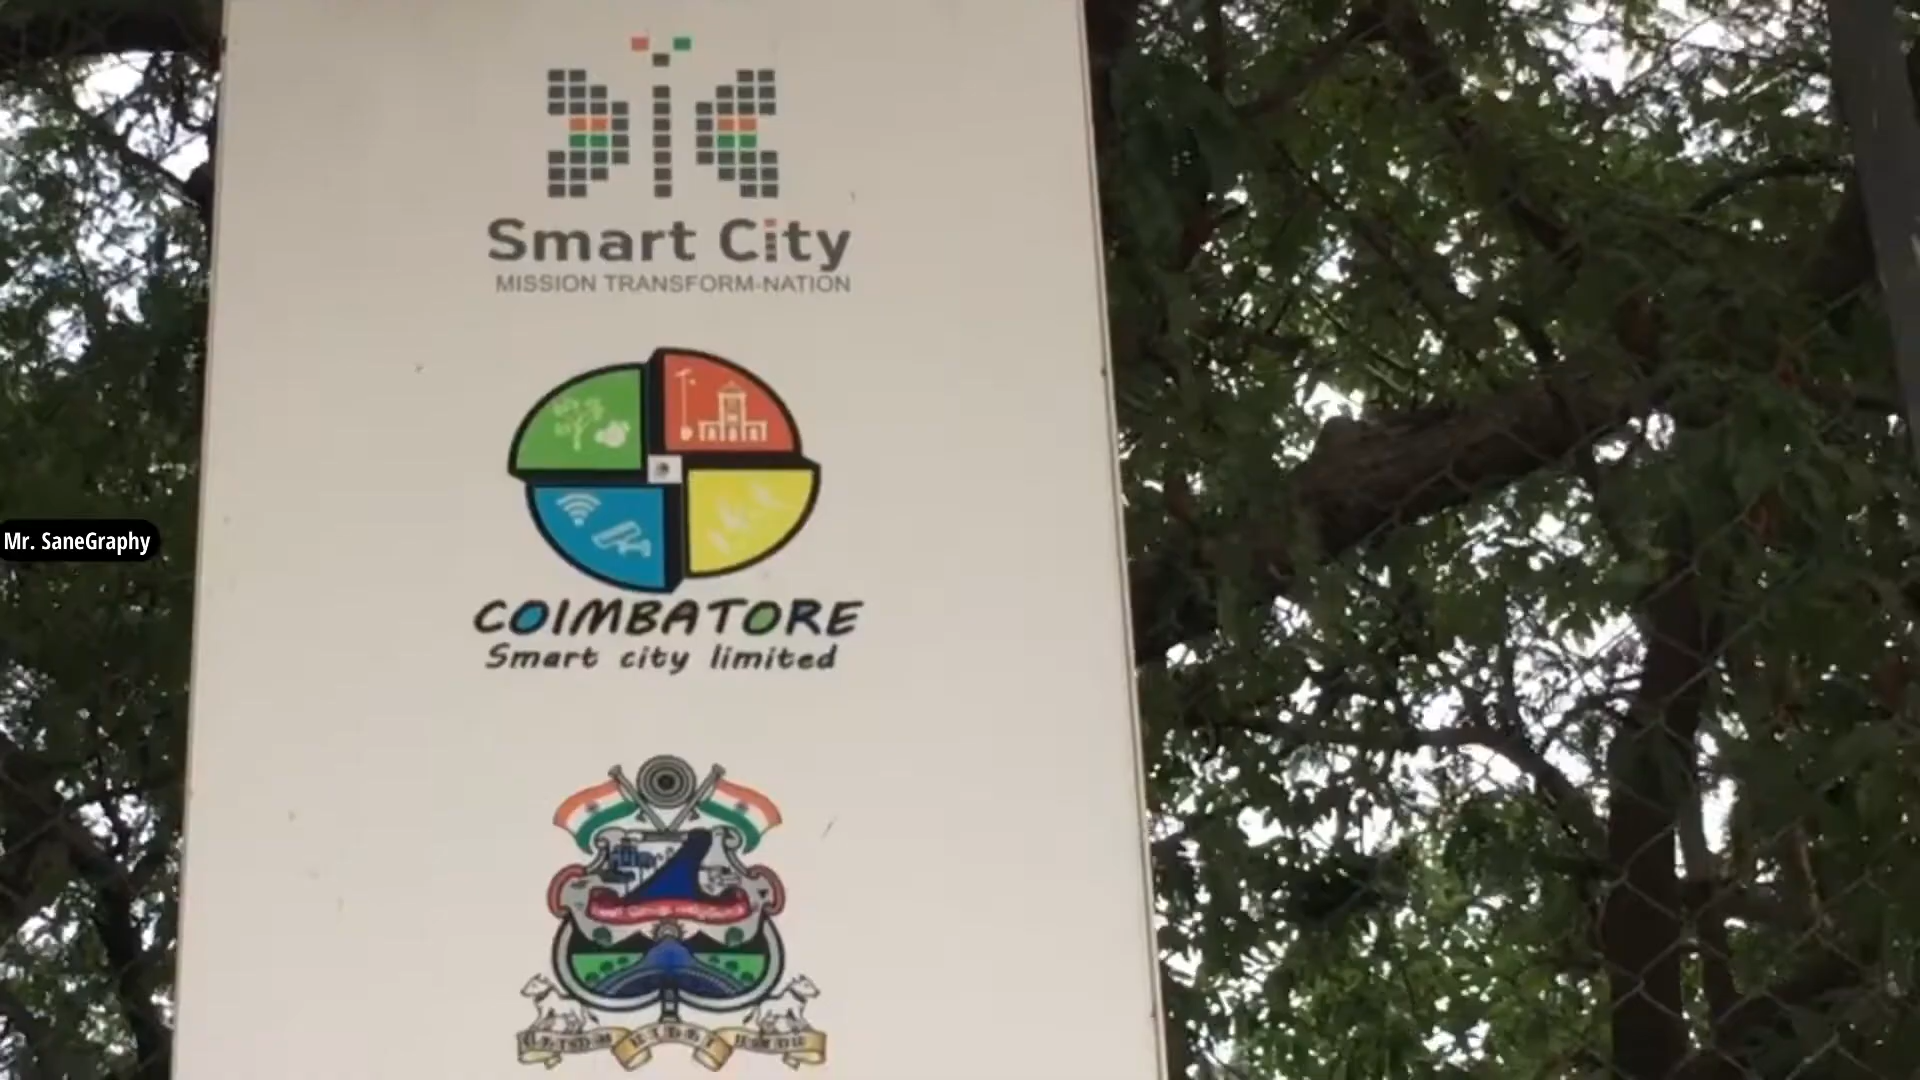 Smart City
MISSION TRANSFORM-NATION
Mr. SaneGraphy
COIMBATORE
Smart city limited